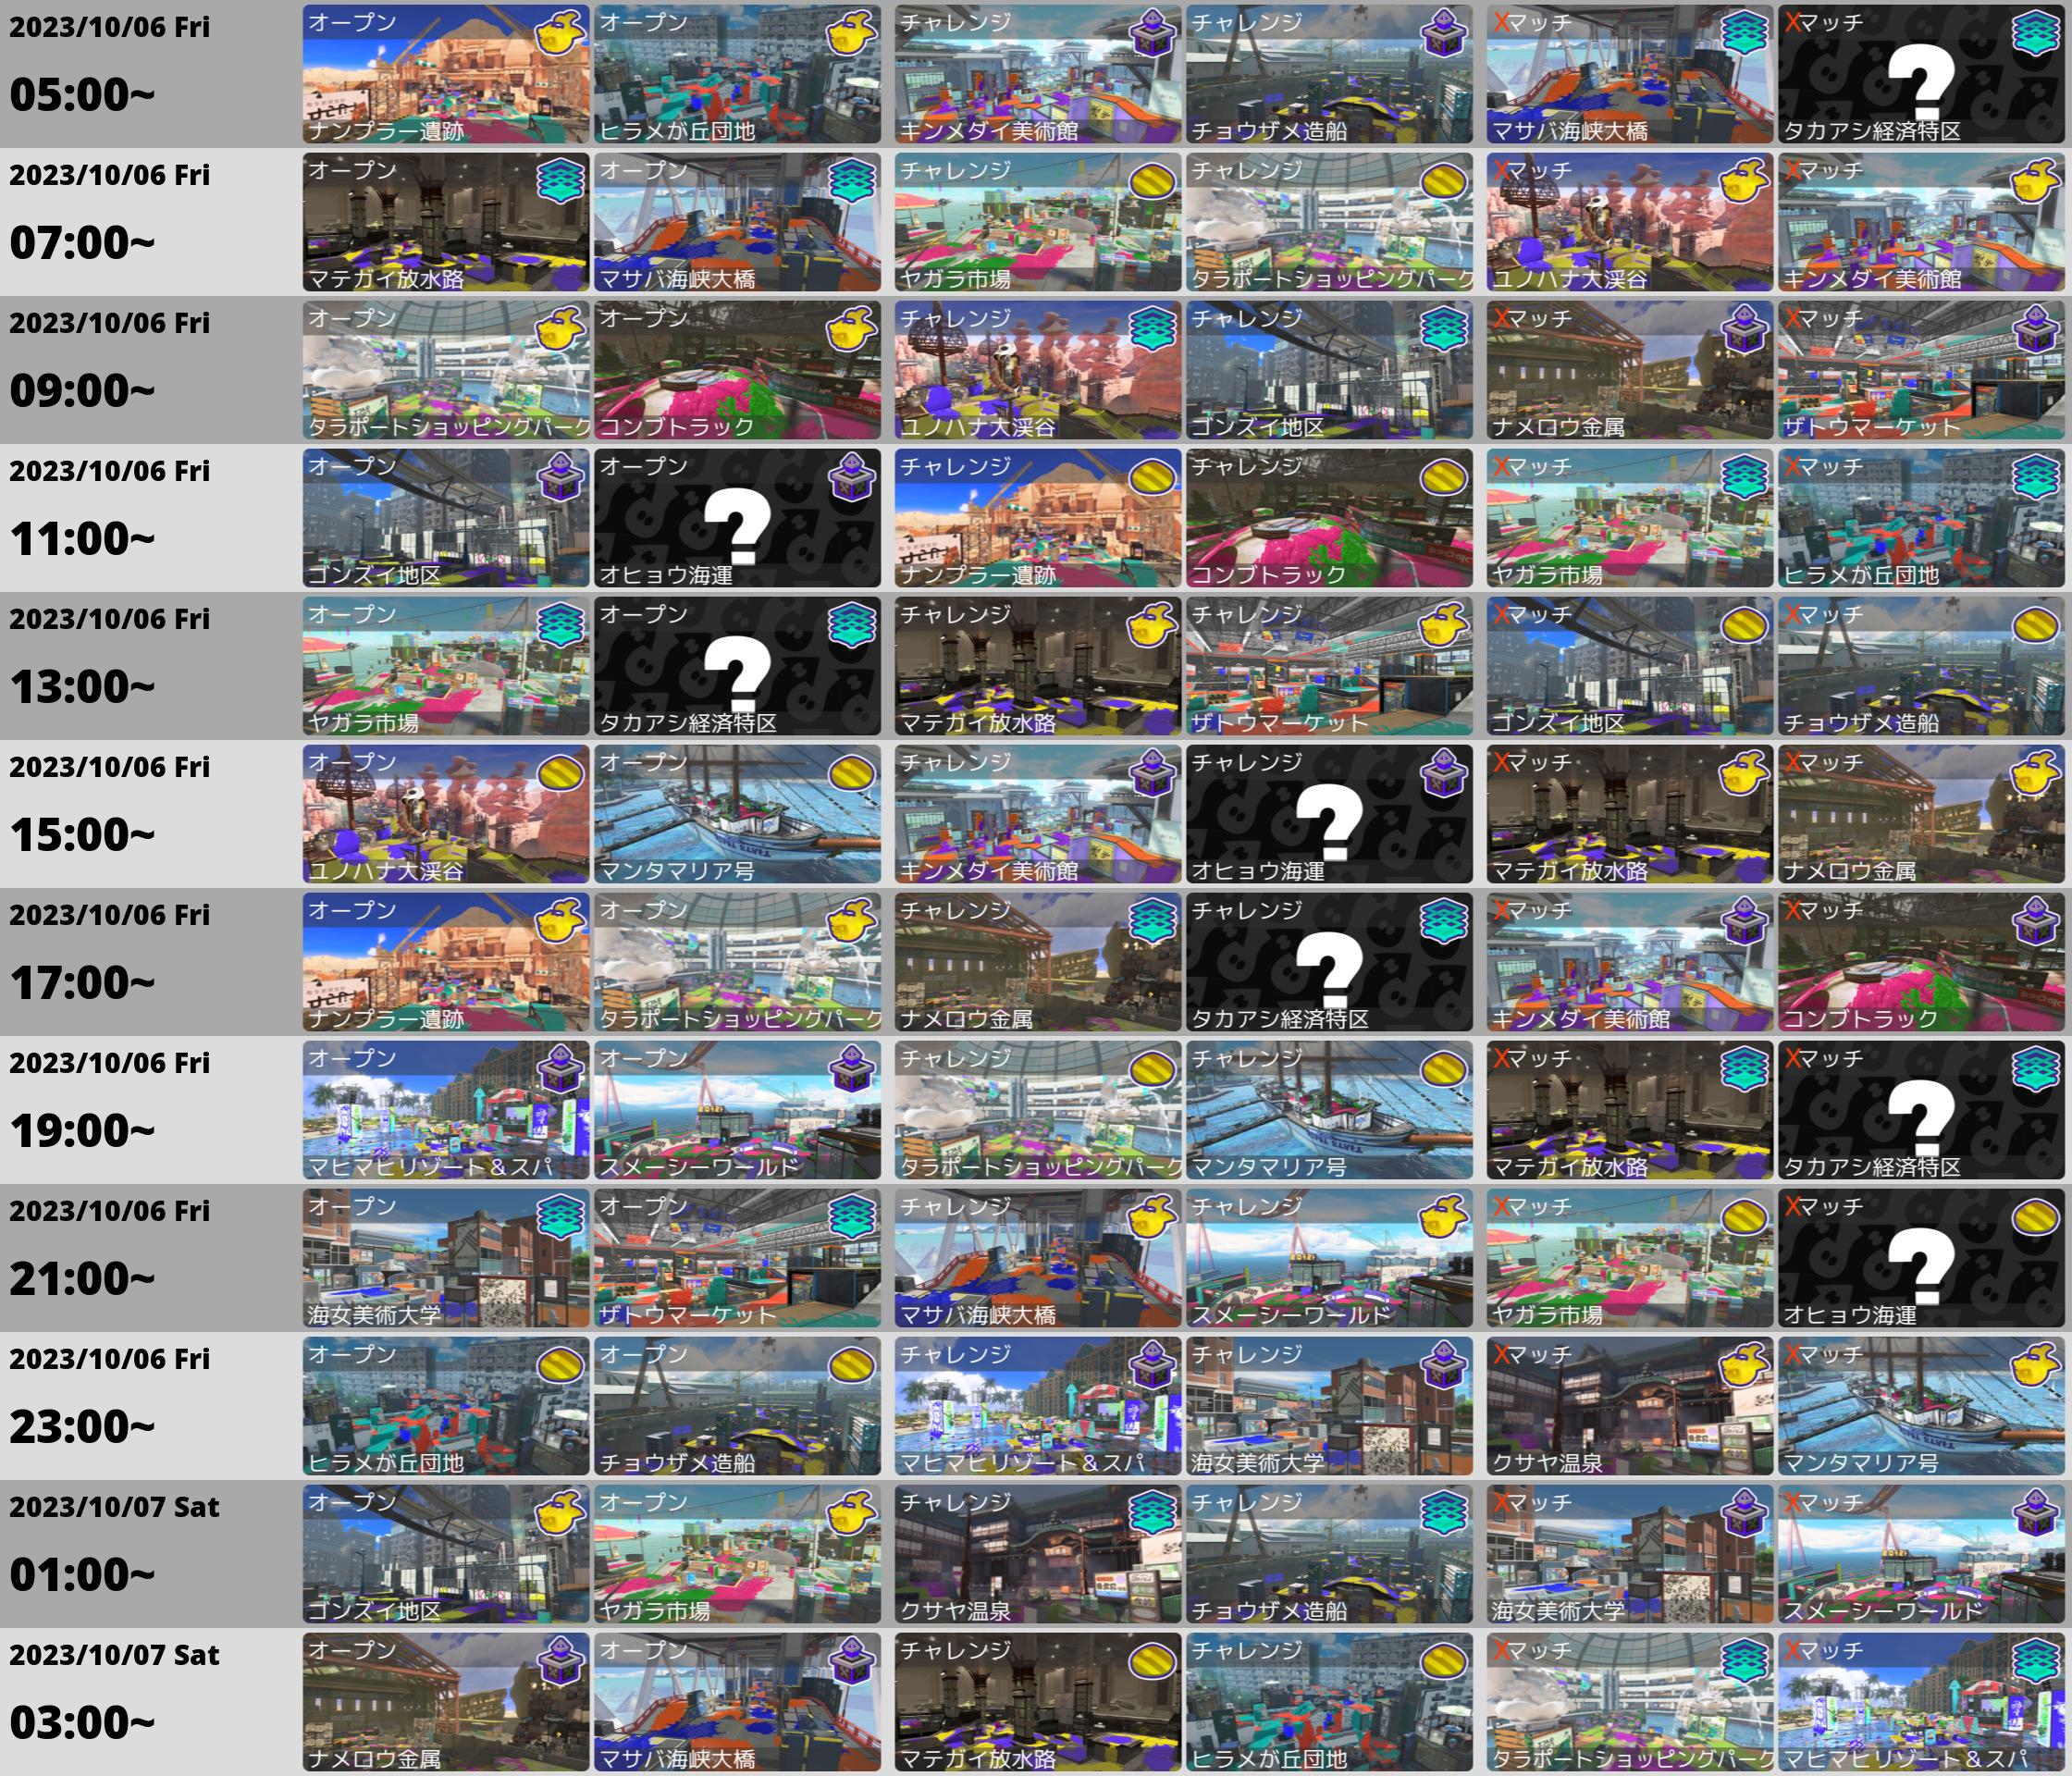 2023/10/06 Fri
05:00~
オープン
ナンプラー遺跡
オープン
ヒラメが丘団地
チャレンジ
キンメダイ美術館
チャレンジ
チョウザメ造船
Xマッチ
マサバ海峡大橋
Xマッチ
?
タカアシ経済特区
2023/10/06 Fri
07:00~
オープン
マテガイ放水路
オープン
マサバ海峡大橋
チャレンジ
ヤガラ市場
チャレンジ
タラポートショッピングパーク
Xマッチ
ユノハナ大渓谷
Xマッチ
キンメダイ美術館
2023/10/06 Fri
09:00~
オープン
タラポートショッピングパーク
オープン
コンブトラック
チャレンジ
ユノハナ大渓谷
チャレンジ
ゴンズイ地区
Xマッチ
ナメロウ金属
Xマッチ
ザトウマーケット
2023/10/06 Fri
11:00~
オープン
ゴンズイ地区
オープン
?
オヒョウ海運
チャレンジ
ナンプラー遺跡
チャレンジ
コンブトラック
Xマッチ
ヤガラ市場
Xマッチ
ヒラメが丘団地
2023/10/06 Fri
13:00~
オープン
ヤガラ市場
オープン
?
タカアシ経済特区
チャレンジ
マテガイ放水路
チャレンジ
ザトウマーケット
Xマッチ
ゴンズイ地区
Xマッチ
チョウザメ造船
2023/10/06 Fri
15:00~
オープン
ユノハナ大渓谷
オープン
マンタマリア号
チャレンジ
キンメダイ美術館
チャレンジ
?
オヒョウ海運
Xマッチ
マテガイ放水路
Xマッチ
ナメロウ金属
2023/10/06 Fri
17:00~
オープン
ナンプラー遺跡
オープン
タラポートショッピングパーク
チャレンジ
ナメロウ金属
チャレンジ
?
タカアシ経済特区
Xマッチ
キンメダイ美術館
Xマッチ
コンブトラック
2023/10/06 Fri
19:00~
オープン
マヒマヒリゾート&スパ
オープン
スメーシーワールド
チャレンジ
タラポートショッピングパーク
チャレンジ
マンタマリア号
Xマッチ
マテガイ放水路
Xマッチ
?
タカアシ経済特区
2023/10/06 Fri
21:00~
オープン
海女美術大学
オープン
ザトウマーケット
チャレンジ
マサバ海峡大橋
チャレンジ
スメーシーワールド
Xマッチ
ヤガラ市場
Xマッチ
?
オヒョウ海運
2023/10/06 Fri
23:00~
オープン
ヒラメが丘団地
オープン
チョウザメ造船
チャレンジ
マヒマヒリゾート&スパ
チャレンジ
海女美術大学
Xマッチ
クサヤ温泉
Xマッチ
マンタマリア号
2023/10/07 Sat
01:00~
オープン
ゴンズイ地区
オープン
ヤガラ市場
チャレンジ
クサヤ温泉
チャレンジ
チョウザメ造船
Xマッチ
海女美術大学
Xマッチ
スメーシーワールド
2023/10/07 Sat
03:00~
オープン
ナメロウ金属
オープン
マサバ海峡大橋
チャレンジ
マテガイ放水路
チャレンジ
ヒラメが丘団地
Xマッチ
タラポートショッピングパーク
Xマッチ
マヒマヒリゾート&スパ